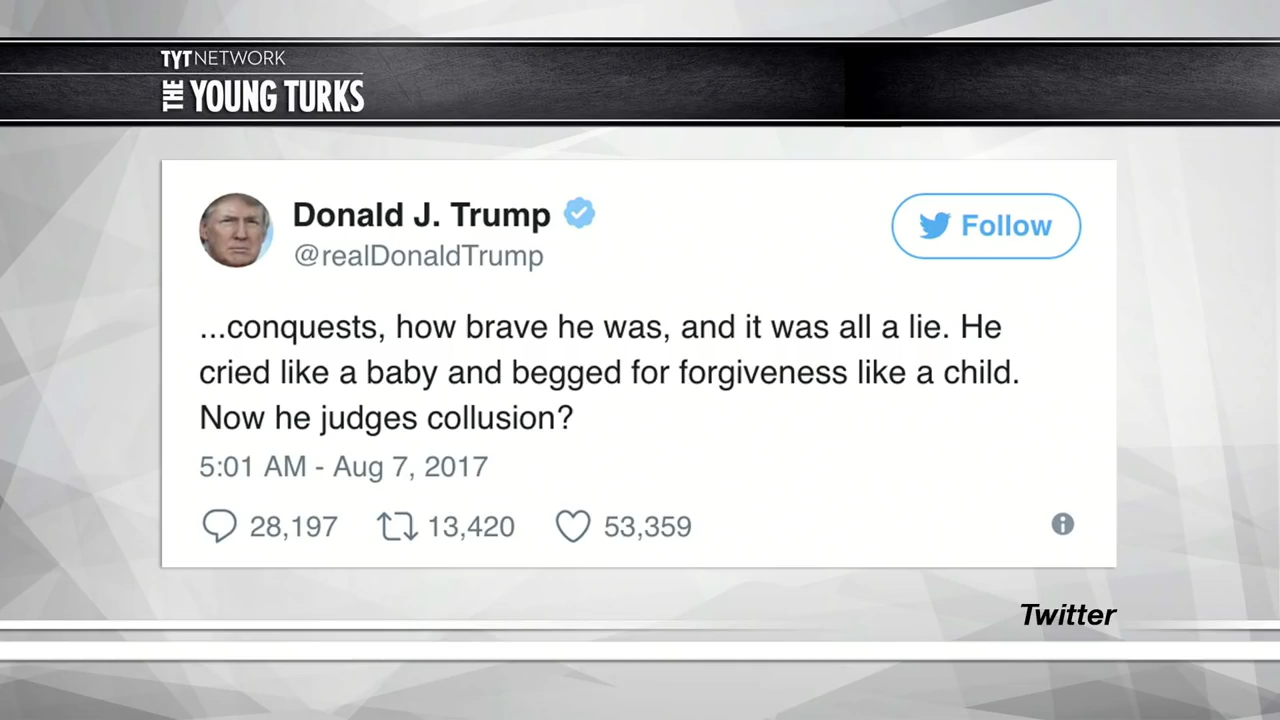 TYT NETWORK
THE YOUNG TURKS
Donald J. Trump
Follow
@realDonaldTrump
...conquests, how brave he was, and it was all a lie. He
cried like a baby and begged for forgiveness like a child.
Now he judges collusion?
5:01 AM - Aug 7, 2017
28,197 13,420 53,359
Twitter